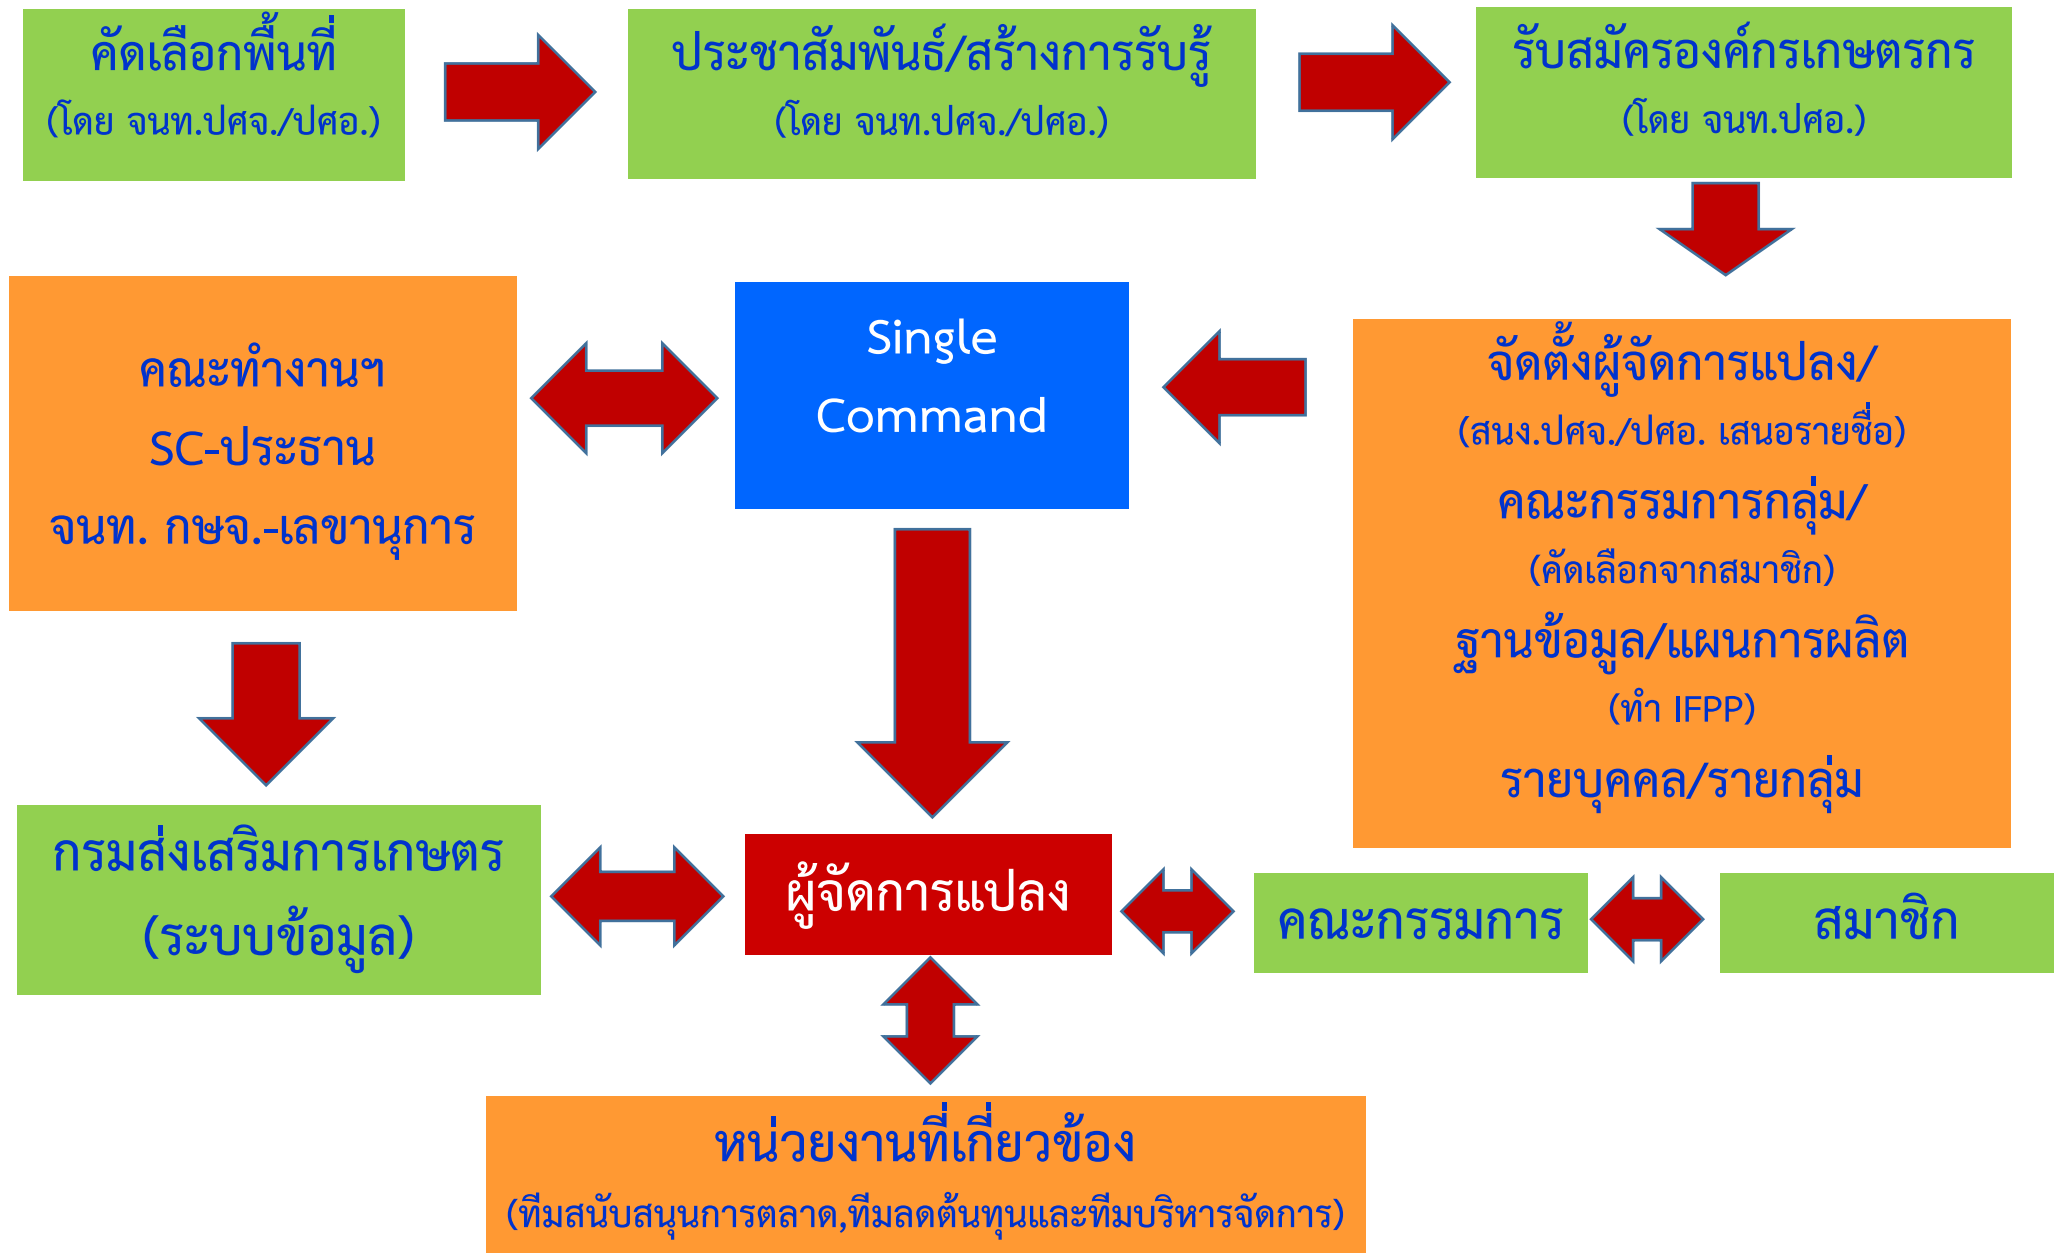 คัดเลือกพื้นที่
(โดย จนท.ปศจ./ปศอ.)
ประชาสัมพันธ์/สร้างการรับรู้
(โดย จนท.ปศจ./ปศอ.)
รับสมัครองค์กรเกษตรกร
(โดย จนท.ปศอ.)
คณะทำงานฯ
SC-ประธาน
จนท. กษจ.-เลขานุการ
Single
Command
จัดตั้งผู้จัดการแปลง/
(สนง.ปศจ./ปศอ. เสนอรายชื่อ)
คณะกรรมการกลุ่ม/
(คัดเลือกจากสมาชิก)
ฐานข้อมูล/แผนการผลิต
(ทำ IFPP)
รายบุคคล/รายกลุ่ม
กรมส่งเสริมการเกษตร
(ระบบข้อมูล)
ผู้จัดการแปลง
คณะกรรมการ
สมาชิก
หน่วยงานที่เกี่ยวข้อง
(ทีมสนับสนุนการตลาด,ทีมลดต้นทุนและทีมบริหารจัดการ)